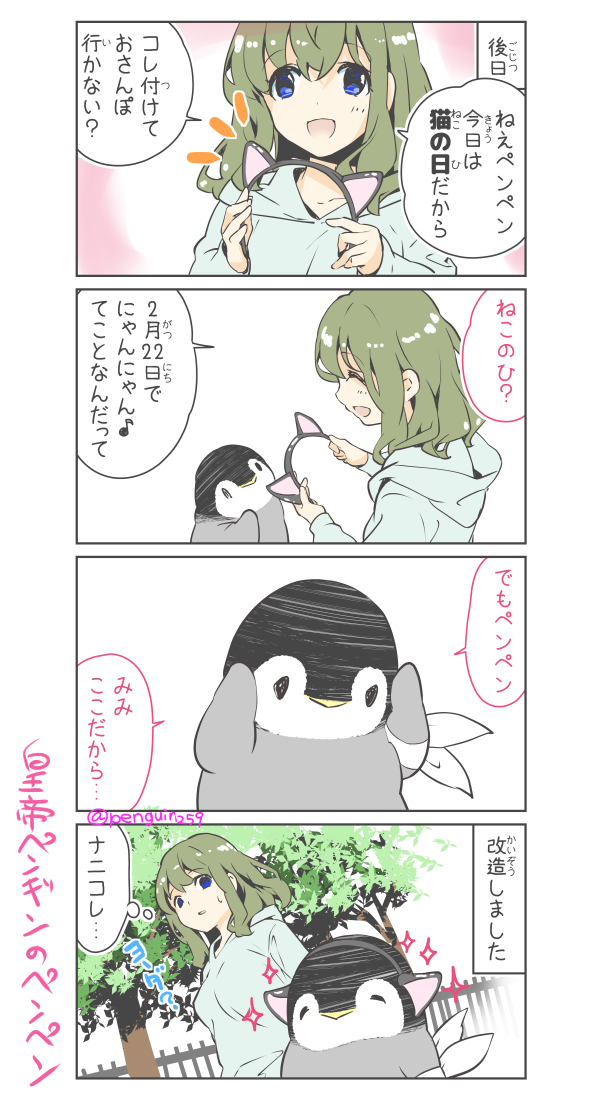 後日
ねえペンペン
今日は
猫の日だから
コレ付けて
おさんぽ
行かない？
ねこのひ？
2月22日で
にゃんにゃん♪
てことなんだって
でもペンペン
みみ
ここだから…
@penguin259
改造しました
ナニコレ…
皇帝ペンギンのペンペン